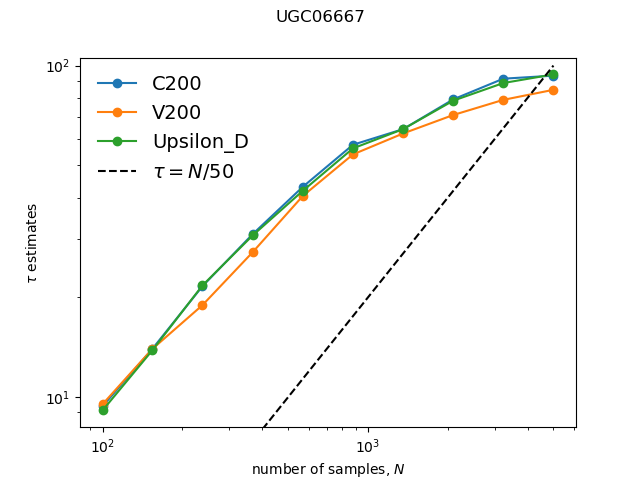 UGC06667
C200
V200
Upsilon_D
τ = N/50
τ estimates
10²
10¹
10²
10³
number of samples, N